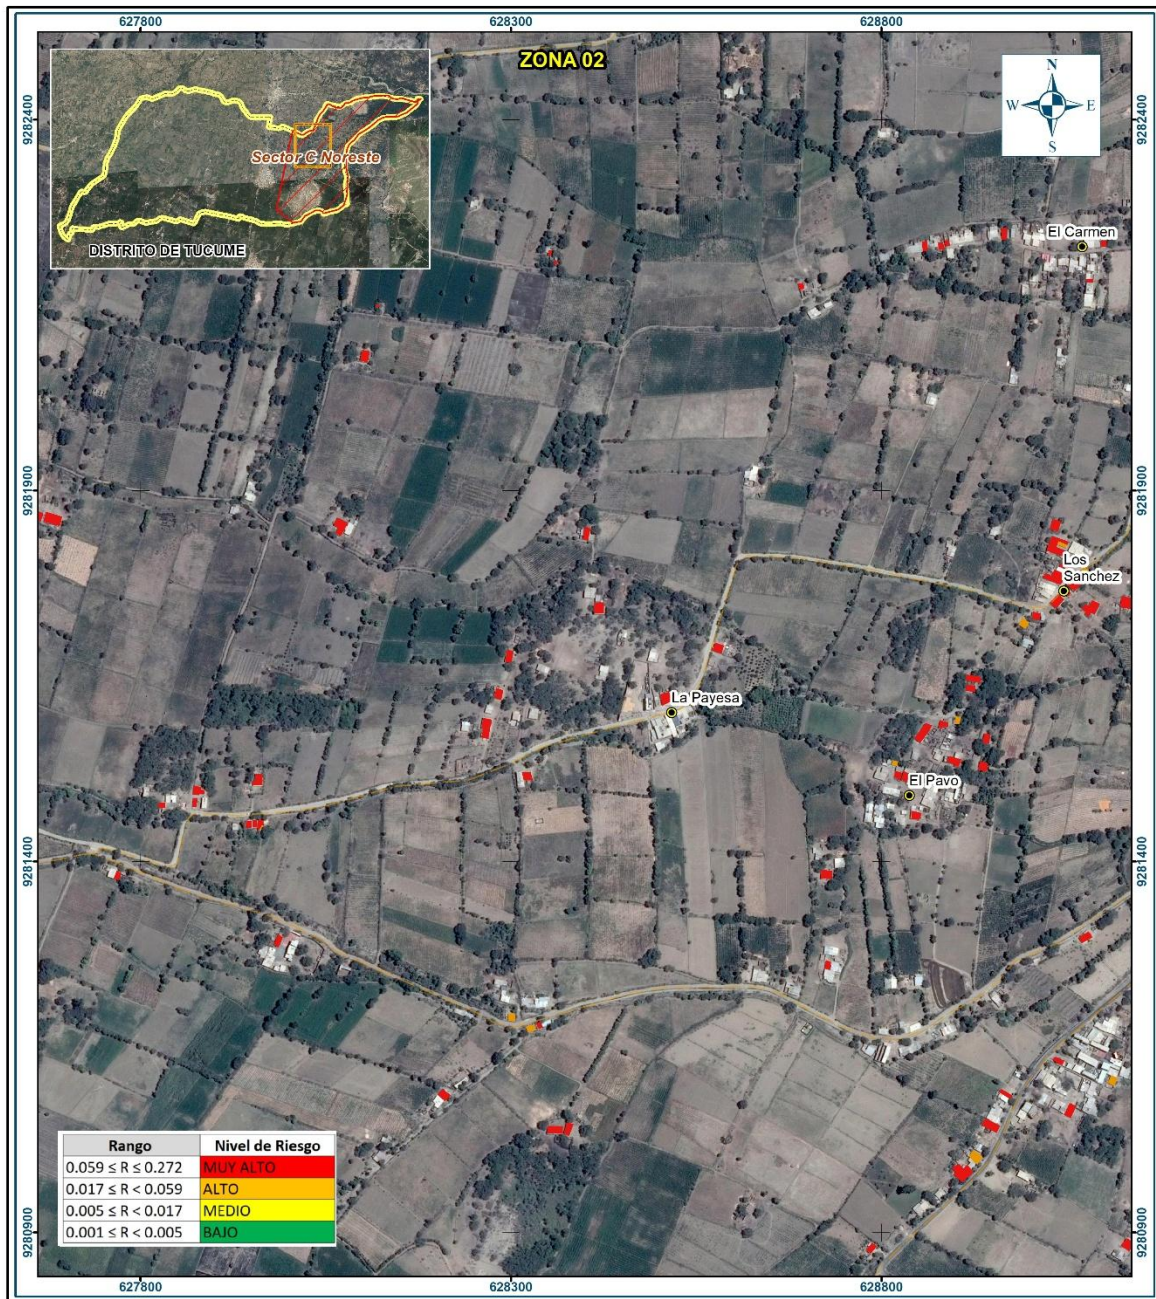 627800
628300
628800
ZONA 02
N
W
E
S
9282400
9282400
Sector C Noreste
DISTRITO DE TUCUME
El Carmen
9281900
9281900
Los
Sanchez
La Payesa
El Pavo
9281400
9281400
Rango
Nivel de Riesgo
0.059 ≤ R ≤ 0.272
MUY ALTO
0.017 ≤ R < 0.059
ALTO
0.005 ≤ R < 0.017
MEDIO
0.001 ≤ R < 0.005
BAJO
9280900
9280900
627800
628300
628800